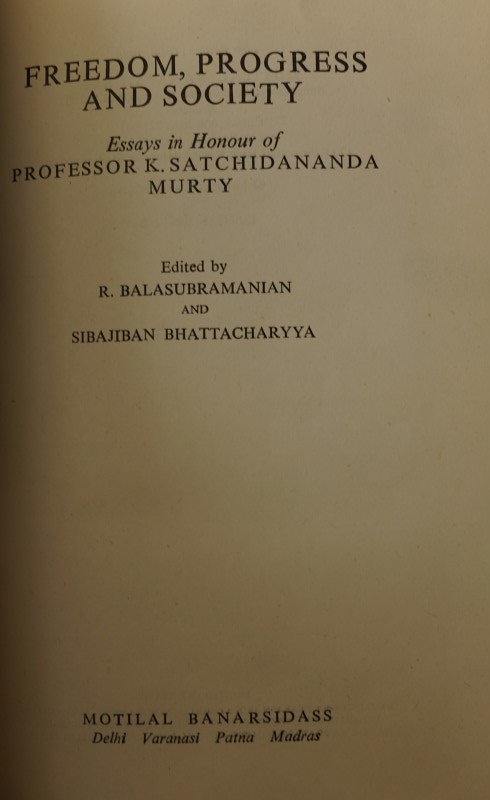 FREEDOM, PROGRESS
AND SOCIETY
Essays in Honour of
PROFESSOR K. SATCHIDANANDA
MURTY
Edited by
R. BALASUBRAMANIAN
AND
SIBAJIBAN BHATTACHARYYA
MOTILAL BANARSIDASS
Delhi Varanasi Patna Madras